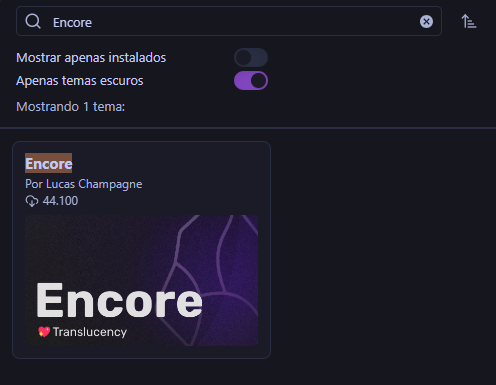 Encore
Mostrar apenas instalados
Apenas temas escuros
Mostrando 1 tema:
Encore
Por Lucas Champagne
44.100
Encore
💖 Translucency